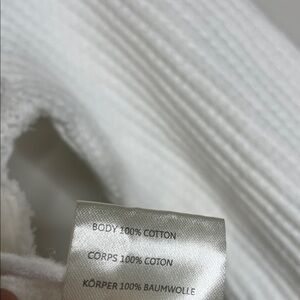 BODY 100% COTTON
CORPS 100% COTON
KÖRPER 100% BAUMWOLLE